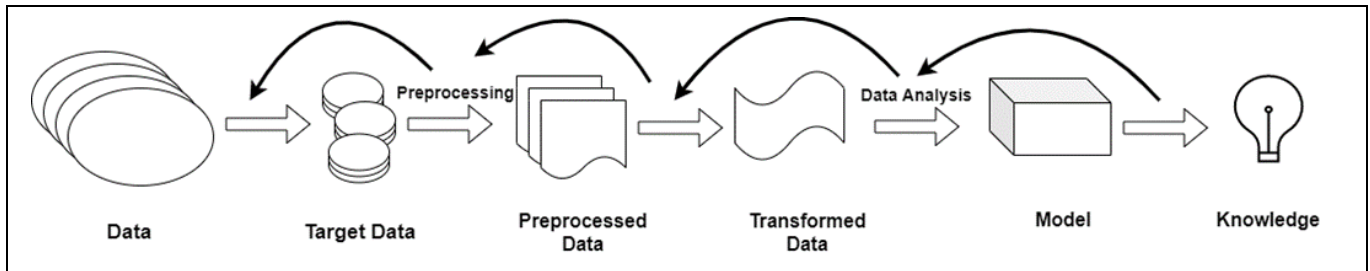 Preprocessing
Data Analysis
Data
Target Data
Preprocessed
Data
Transformed
Data
Model
Knowledge